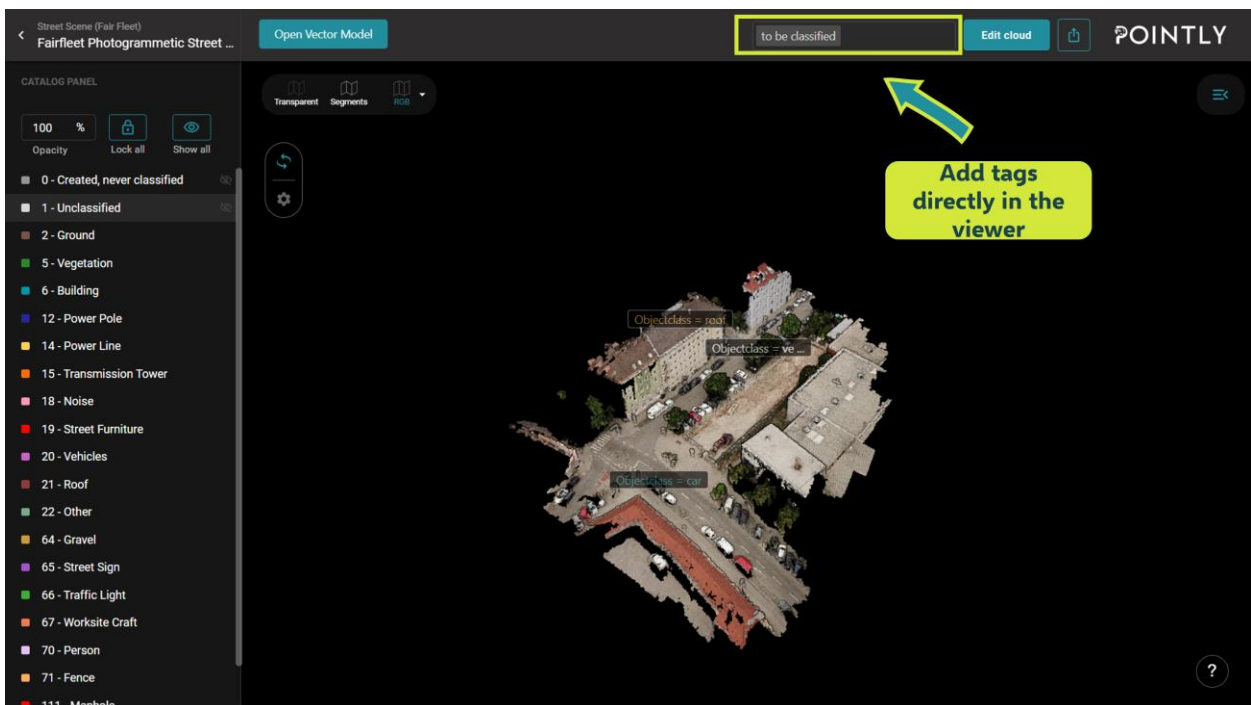 Street Scene (Fair Fleet)
Fairfleet Photogrammetic Street ...
Open Vector Model
to be classified
Edit cloud
POINTLY
CATALOG PANEL
100 %
Opacity
Lock all
Show all
Transparent
Segments
RGB
Add tags
directly in the
viewer
0 - Created, never classified
1 - Unclassified
2 - Ground
5 - Vegetation
6 - Building
12 - Power Pole
14 - Power Line
15 - Transmission Tower
18 - Noise
19 - Street Furniture
20 - Vehicles
21 - Roof
22 - Other
64 - Gravel
65 - Street Sign
66 - Traffic Light
67 - Worksite Craft
70 - Person
71 - Fence
111 - Manhole
Objectclass = roof
Objectclass = ve ...
Objectclass = car
?